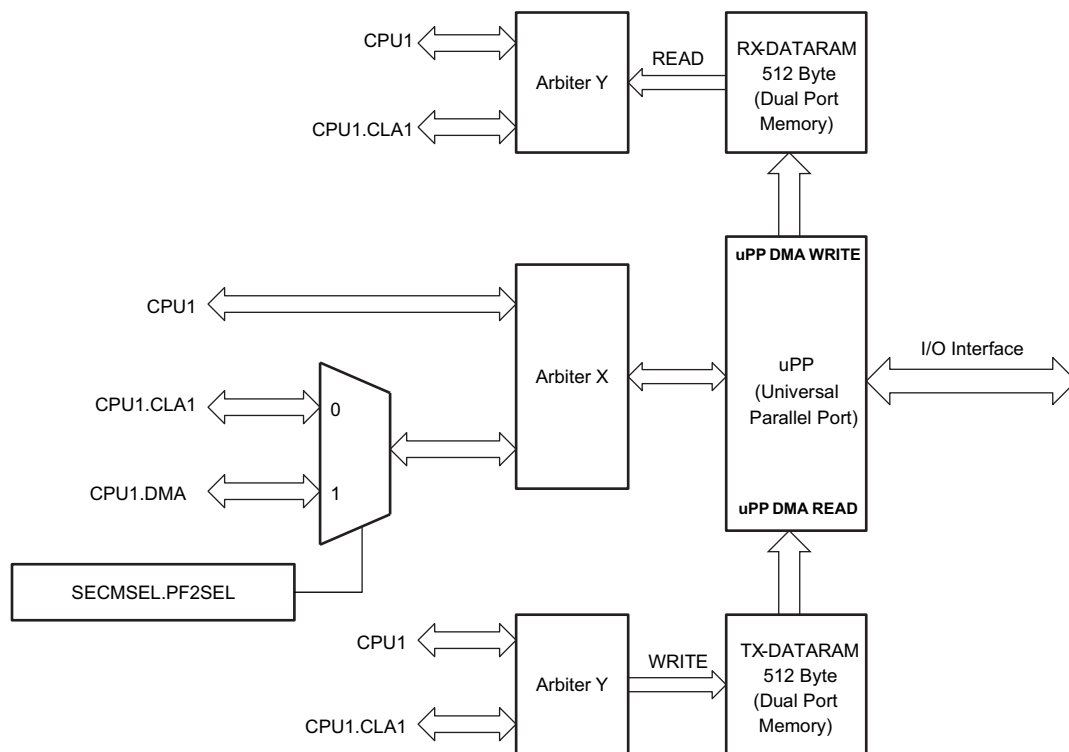 CPU1
CPU1.CLA1
Arbiter Y
READ
RX-DATARAM
512 Byte
(Dual Port
Memory)
CPU1
CPU1.CLA1
0
CPU1.DMA
1
SECMSEL.PF2SEL
Arbiter X
uPP DMA WRITE
uPP
(Universal
Parallel Port)
uPP DMA READ
I/O Interface
CPU1
CPU1.CLA1
Arbiter Y
WRITE
TX-DATARAM
512 Byte
(Dual Port
Memory)